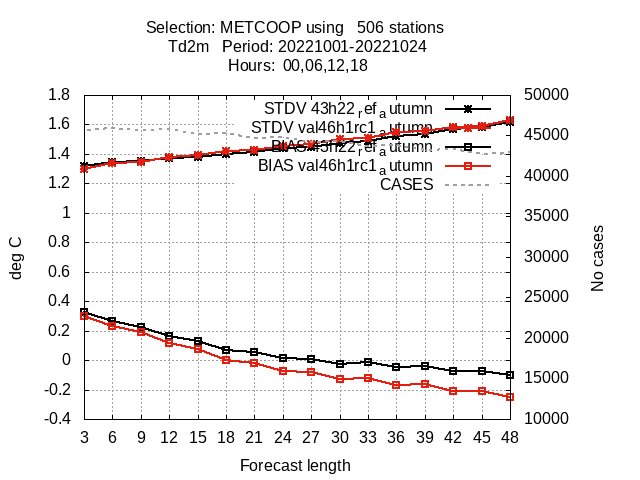 Selection: METCOOP using 506 stations
Td2m Period: 20221001-20221024
Hours: 00,06,12,18
1.8 50000
STDV 43h22_ref_autumn
STDV val46h1rc1_autumn
1.6 45000
BIAS 43h22_ref_autumn
1.4
BIAS val46h1rc1_autumn
40000
1.2 CASES
1 35000
0.8
deg C
No cases
30000
0.6
0.4 25000
0.2 20000
0
15000
-0.2
-0.4 10000
3 6 9 12 15 18 21 24 27 30 33 36 39 42 45 48
Forecast length